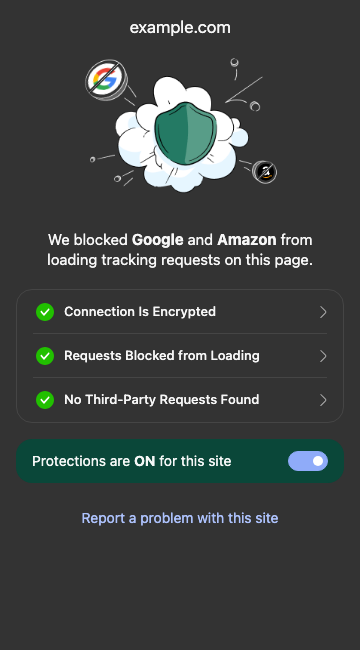 example.com
We blocked Google and Amazon from
loading tracking requests on this page.
Connection Is Encrypted
Requests Blocked from Loading
No Third-Party Requests Found
Protections are ON for this site
Report a problem with this site